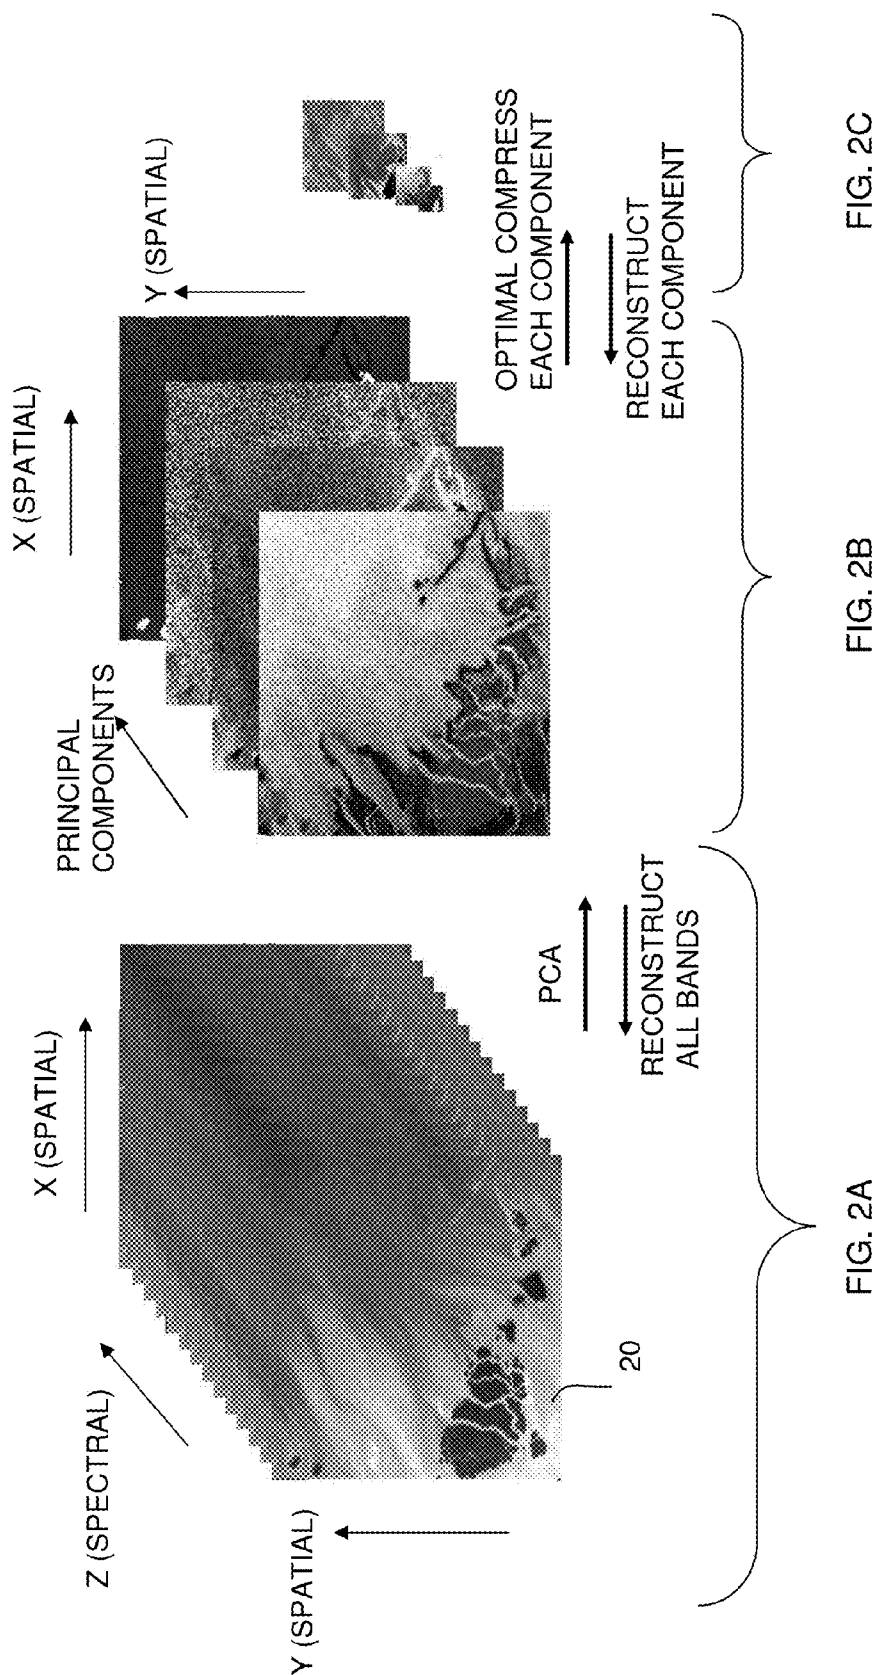 Y (SPATIAL)
Z (SPECTRAL)
X (SPATIAL)
20
PCA
RECONSTRUCT
ALL BANDS
FIG. 2A
PRINCIPAL
COMPONENTS
X (SPATIAL)
Y (SPATIAL)
OPTIMAL COMPRESS
EACH COMPONENT
RECONSTRUCT
EACH COMPONENT
FIG. 2B
FIG. 2C